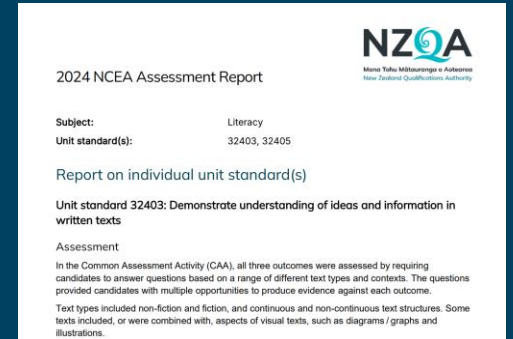 NZQA
Mana Tohu Mātauranga o Aotearoa
New Zealand Qualifications Authority
2024 NCEA Assessment Report
Subject: Literacy
Unit standard(s): 32403, 32405
Report on individual unit standard(s)
Unit standard 32403: Demonstrate understanding of ideas and information in
written texts
Assessment
In the Common Assessment Activity (CAA), all three outcomes were assessed by requiring
candidates to answer questions based on a range of different text types and contexts. The questions
provided candidates with multiple opportunities to produce evidence against each outcome.
Text types included non-fiction and fiction, and continuous and non-continuous text structures. Some
texts included, or were combined with, aspects of visual texts, such as diagrams / graphs and
illustrations.